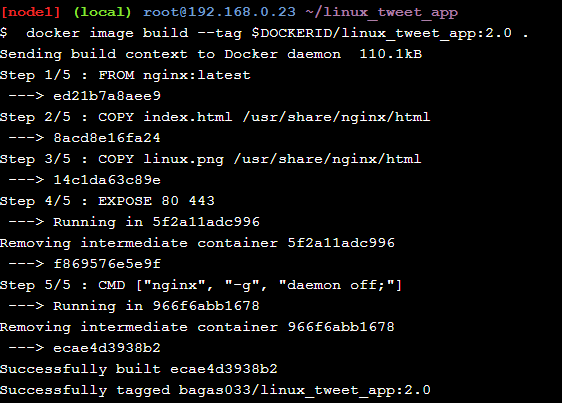 [node1] (local) root@192.168.0.23 ~/linux_tweet_app
$  docker image build --tag $DOCKERID/linux_tweet_app:2.0 .
Sending build context to Docker daemon  110.1kB
Step 1/5 : FROM nginx:latest
 ---> ed21b7a8aee9
Step 2/5 : COPY index.html /usr/share/nginx/html
 ---> 8acd8e16fa24
Step 3/5 : COPY linux.png /usr/share/nginx/html
 ---> 14c1da63c89e
Step 4/5 : EXPOSE 80 443
 ---> Running in 5f2a11adc996
Removing intermediate container 5f2a11adc996
 ---> f869576e5e9f
Step 5/5 : CMD ["nginx", "-g", "daemon off;"]
 ---> Running in 966f6abb1678
Removing intermediate container 966f6abb1678
 ---> ecae4d3938b2
Successfully built ecae4d3938b2
Successfully tagged bagas033/linux_tweet_app:2.0